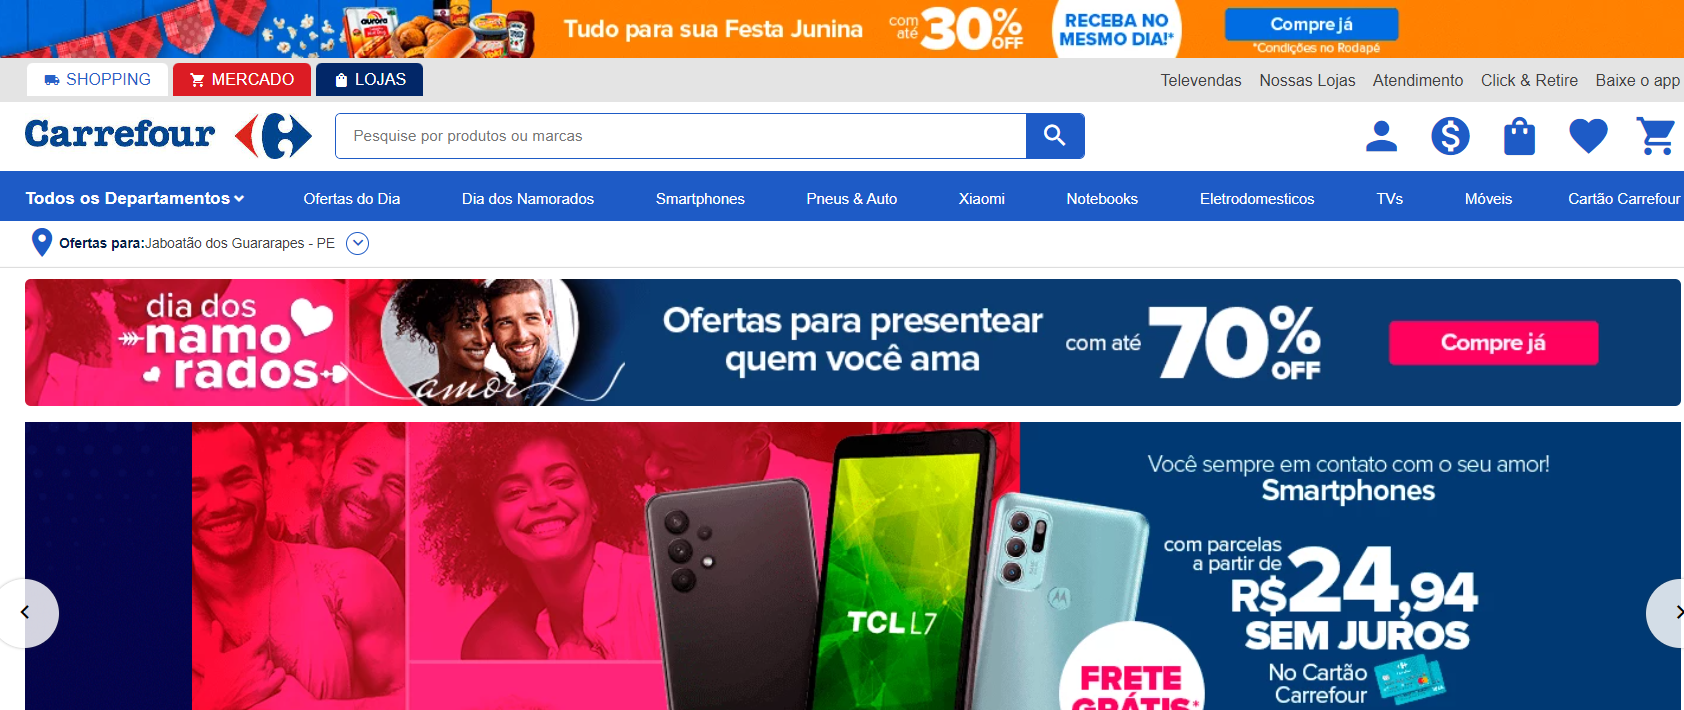 aurora
HEINZ
Tudo para sua Festa Junina
com até 30% OFF
RECEBA NO
MESMO DIA!*
Compre já
*Condições no Rodapé
SHOPPING
MERCADO
LOJAS
Televendas
Nossas Lojas
Atendimento
Click & Retire
Baixe o app
Carrefour
Pesquise por produtos ou marcas
Todos os Departamentos
Ofertas do Dia
Dia dos Namorados
Smartphones
Pneus & Auto
Xiaomi
Notebooks
Eletrodomesticos
TVs
Móveis
Cartão Carrefour
Ofertas para:Jaboatão dos Guararapes - PE
dia dos
namo
rados
amor
Ofertas para presentear
quem você ama
com até 70% OFF
Compre já
Você sempre em contato com o seu amor!
Smartphones
com parcelas
a partir de
R$24,94
SEM JUROS
No Cartão
Carrefour
TCL L7
FRETE
GRÁTIS*